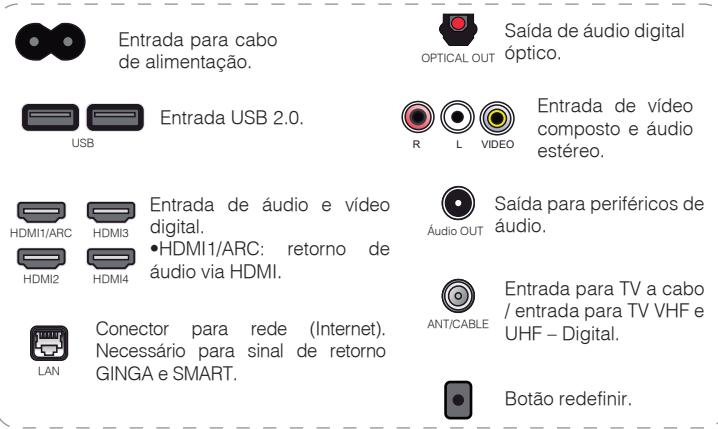 Entrada para cabo
de alimentação.
USB
Entrada USB 2.0.
HDMI1/ARC HDMI3
HDMI2 HDMI4
Entrada de áudio e vídeo
digital.
•HDMI1/ARC: retorno de
áudio via HDMI.
LAN
Conector para rede (Internet).
Necessário para sinal de retorno
GINGA e SMART.
OPTICAL OUT
Saída de áudio digital
óptico.
R L VIDEO
Entrada de vídeo
composto e áudio
estéreo.
Áudio OUT
Saída para periféricos de
áudio.
ANT/CABLE
Entrada para TV a cabo
/ entrada para TV VHF e
UHF – Digital.
Botão redefinir.